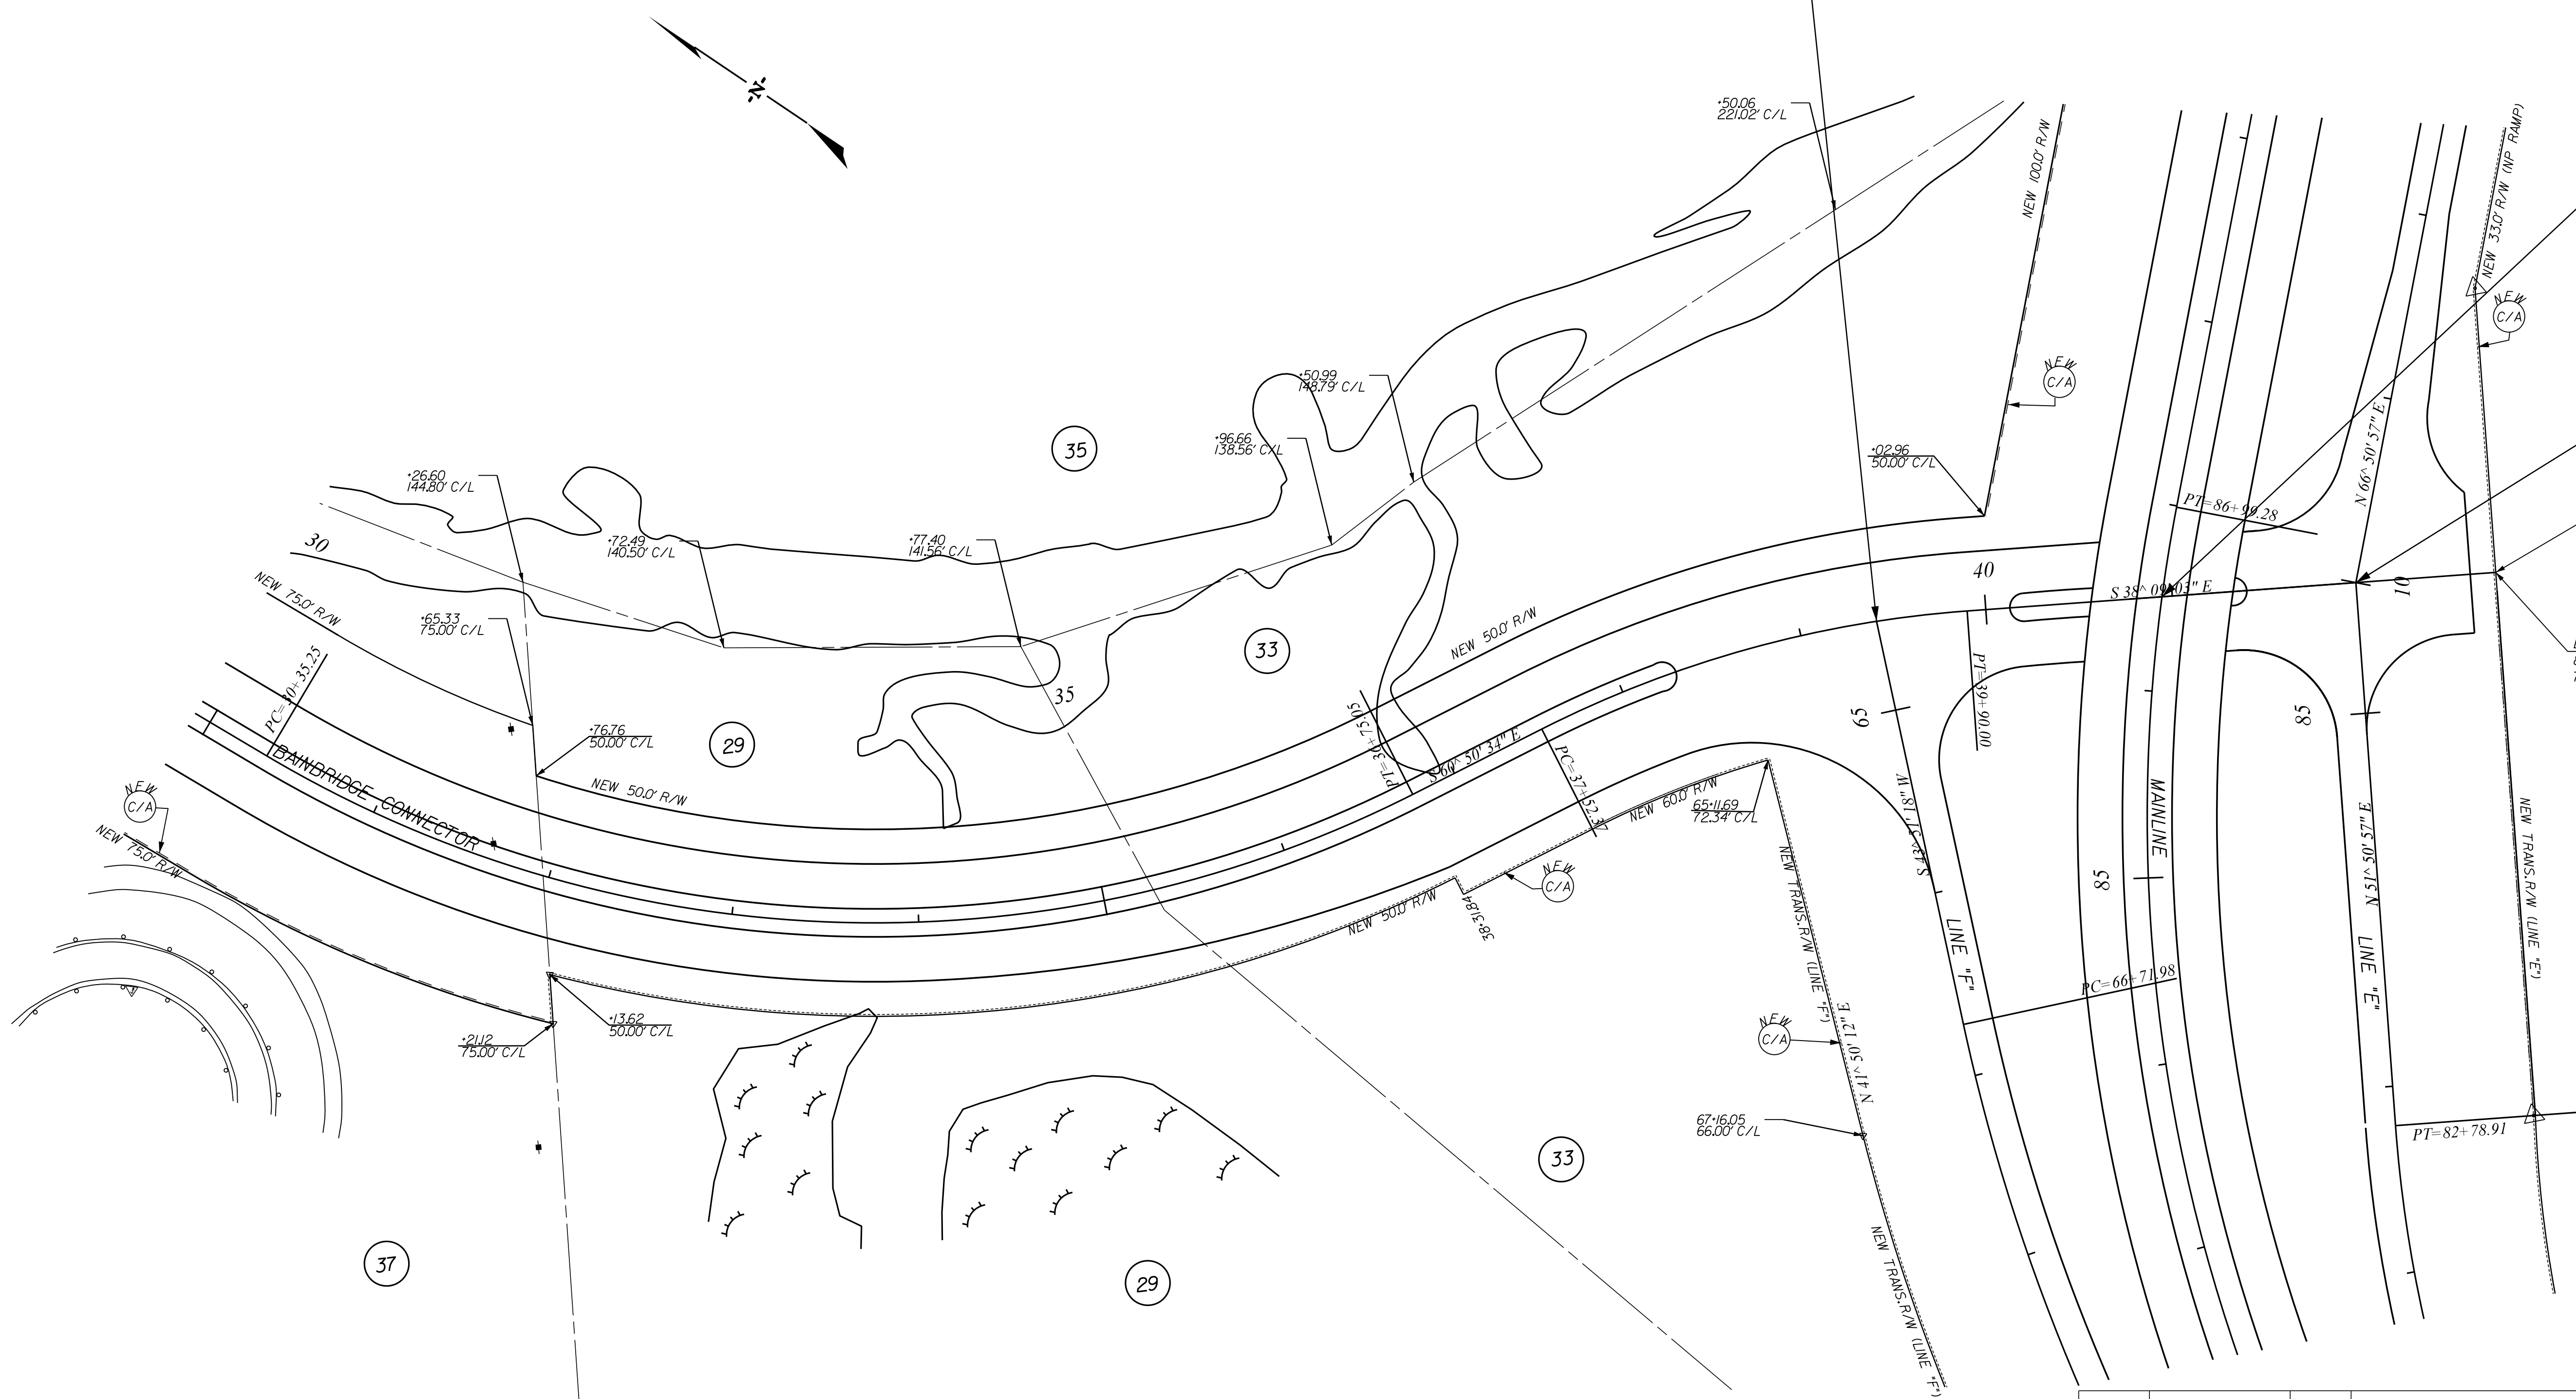 -N-
+50.06
221.02' C/L
NEW 100.0' R/W
NEW 33.0' R/W (NP RAMP)
NEW
C/A
NEW
C/A
+50.99
148.79' C/L
+96.66
138.56' C/L
35
+02.96
50.00' C/L
N 66^ 50' 57" E
PT=86+99.28
+26.60
144.80' C/L
+72.49
140.50' C/L
+77.40
141.56' C/L
30
NEW 75.0' R/W
+65.33
75.00' C/L
40
S 38^ 09' 03" E
10
NEW 50.0' R/W
33
PC=30+35.25
35
29
+76.76
50.00' C/L
NEW 50.0' R/W
S 60^ 50' 34" E
PC=37+52.3
PT=39+90.00
65
85
BAINBRIDGE CONNECTOR
NEW
C/A
NEW 75.0' R/W
NEW 60.0' R/W
65+11.69
72.34' C/L
S 43^ 51' 18" W
MAINLINE
85
N 51^ 50' 57" E
NEW TRANS.R/W (LINE "E")
NEW
C/A
NEW 50.0' R/W
38+31.84
NEW TRANS.R/W (LINE "F")
LINE "F"
LINE "E"
PC=66+71.98
+13.62
50.00' C/L
+21.12
75.00' C/L
NEW
C/A
N 41^ 50' 12" E
67+16.05
66.00' C/L
PT=82+78.91
33
37
29
NEW TRANS.R/W (LINE "F")